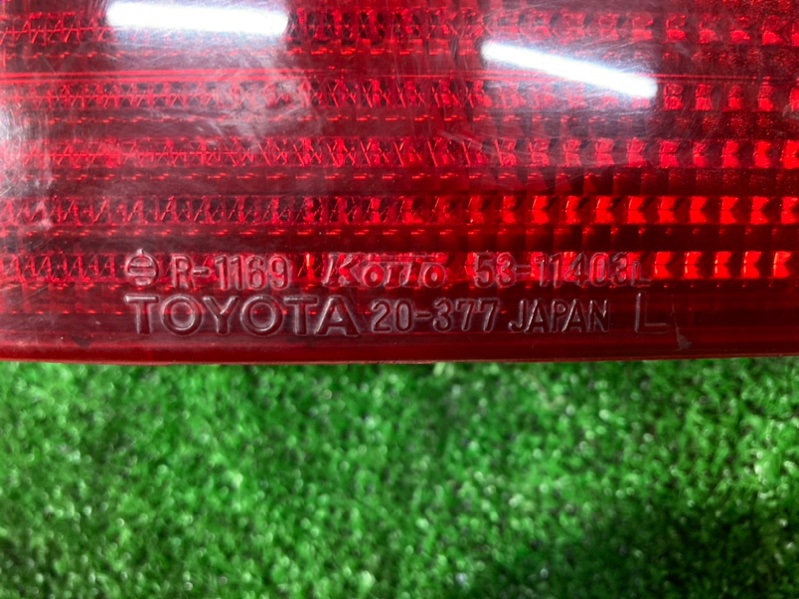 R-1169 KOITO 53-11403L
TOYOTA 20-377 JAPAN L